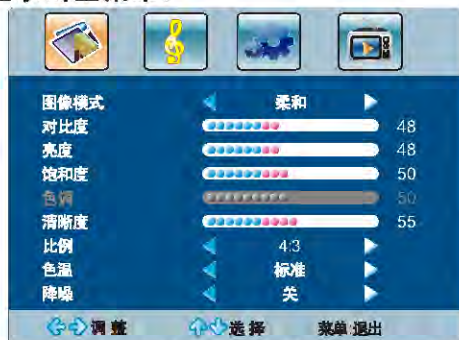 图像模式 柔和
对比度 48
亮度 48
饱和度 50
色调 50
清晰度 55
比例 4:3
色温 标准
降噪 关
调整 选择 菜单:退出